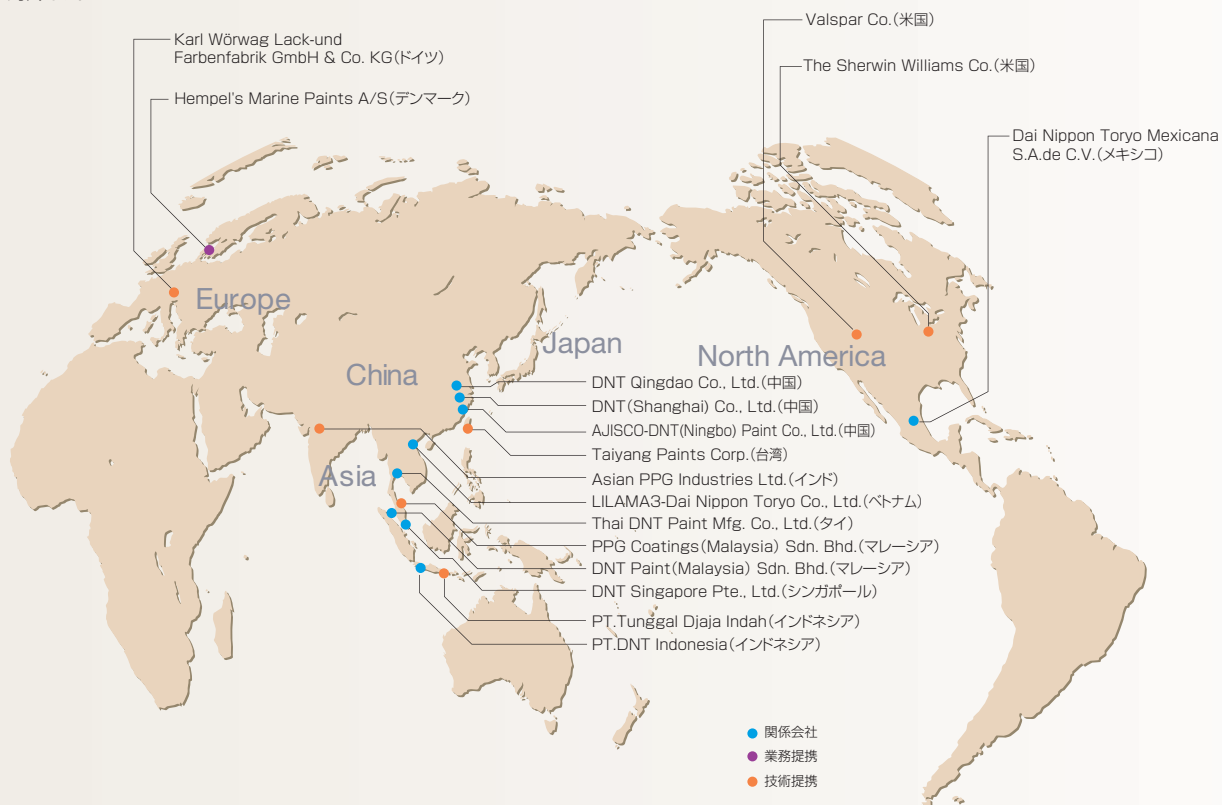 Valspar Co.(米国)
Karl Wörwag Lack-und
Farbenfabrik GmbH & Co. KG(ドイツ)
The Sherwin Williams Co.(米国)
Hempel's Marine Paints A/S(デンマーク)
Dai Nippon Toryo Mexicana
S.A.de C.V.(メキシコ)
Europe
Japan
North America
China
Asia
DNT Qingdao Co., Ltd.(中国)
DNT(Shanghai) Co., Ltd.(中国)
AJISCO-DNT(Ningbo) Paint Co., Ltd.(中国)
Taiyang Paints Corp.(台湾)
Asian PPG Industries Ltd.(インド)
LILAMA3-Dai Nippon Toryo Co., Ltd.(ベトナム)
Thai DNT Paint Mfg. Co., Ltd.(タイ)
PPG Coatings(Malaysia) Sdn. Bhd.(マレーシア)
DNT Paint(Malaysia) Sdn. Bhd.(マレーシア)
DNT Singapore Pte., Ltd.(シンガポール)
PT.Tunggal Djaja Indah(インドネシア)
PT.DNT Indonesia(インドネシア)
関係会社
業務提携
技術提携